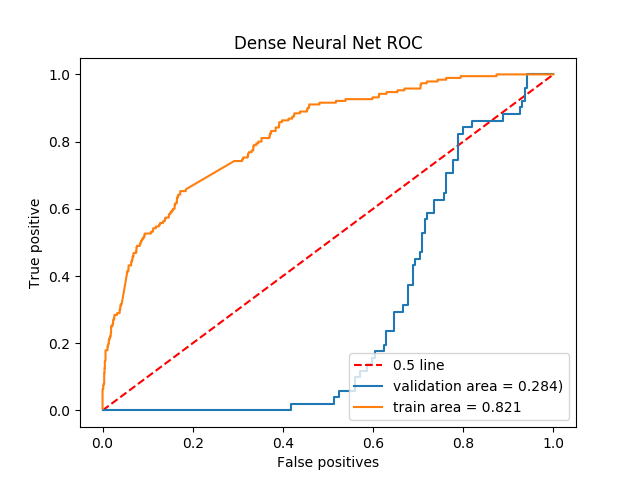 Dense Neural Net ROC
1.0
0.8
0.6
0.4
0.2
0.0
True positive
0.5 line
validation area = 0.284)
train area = 0.821
0.0 0.2 0.4 0.6 0.8 1.0
False positives